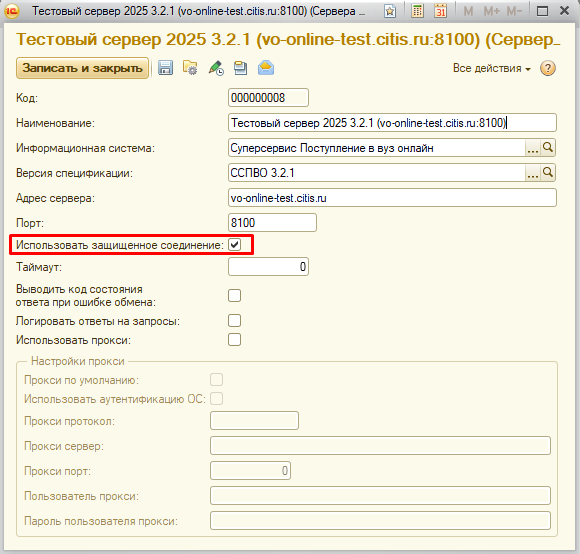 Тестовый сервер 2025 3.2.1 (vo-online-test.citis.ru:8100) (Сервера ...
M M+ M-
Тестовый сервер 2025 3.2.1 (vo-online-test.citis.ru:8100) (Сервер...
Записать и закрыть Все действия ?
Код: 000000008
Наименование: Тестовый сервер 2025 3.2.1 (vo-online-test.citis.ru:8100)
Информационная система: Суперсервис Поступление в вуз онлайн ...
Версия спецификации: ССПВО 3.2.1 ...
Адрес сервера: vo-online-test.citis.ru
Порт: 8100
Использовать защищенное соединение:
Таймаут: 0
Выводить код состояния
ответа при ошибке обмена:
Логировать ответы на запросы:
Использовать прокси:
Настройки прокси
Прокси по умолчанию:
Использовать аутентификацию ОС:
Прокси протокол:
Прокси сервер:
Прокси порт: 0
Пользователь прокси:
Пароль пользователя прокси: